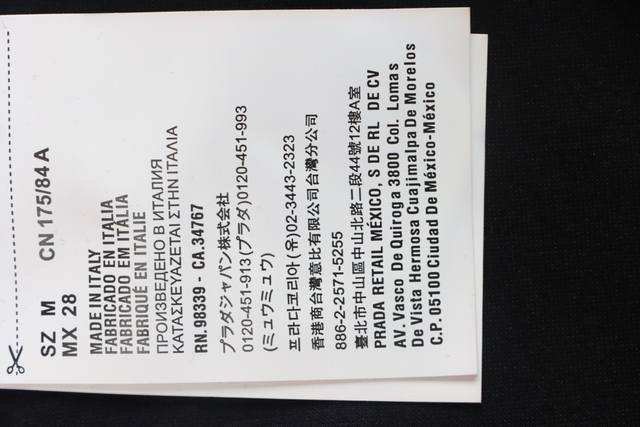 SZ M CN 175/84 A
MX 28
MADE IN ITALY
FABRICADO EN ITALIA
FABRICADO EM ITÁLIA
FABRIQUÉ EN ITALIE
ПРОИЗВЕДЕНО В ИТАЛИЯ
ΚΑΤΑΣΚΕΥΑΖΕΤΑΙ ΣΤΗΝ ΙΤΑΛΙΑ
RN. 98339 - CA.34767
プラダジャパン株式会社
0120-451-913 (プラダ)0120-451-993
(ミュウミュウ)
프라다코리아(유)02-3443-2323
香港商台灣意比有限公司台灣分公司
886-2-2571-5255
臺北市中山區中山北路二段44號12樓A室
PRADA RETAIL MÉXICO, S DE RL DE CV
AV. Vasco De Quiroga 3800 Col. Lomas
De Vista Hermosa Cuajimalpa De Morelos
C.P. 05100 Ciudad De México-México